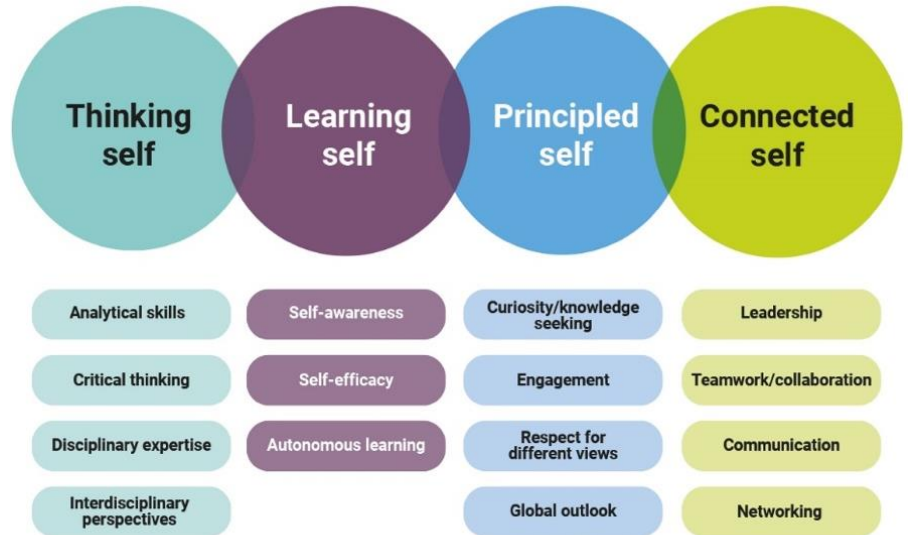 Thinking
self
Learning
self
Principled
self
Connected
self
Analytical skills
Critical thinking
Disciplinary expertise
Interdisciplinary
perspectives
Self-awareness
Self-efficacy
Autonomous learning
Curiosity/knowledge
seeking
Engagement
Respect for
different views
Global outlook
Leadership
Teamwork/collaboration
Communication
Networking